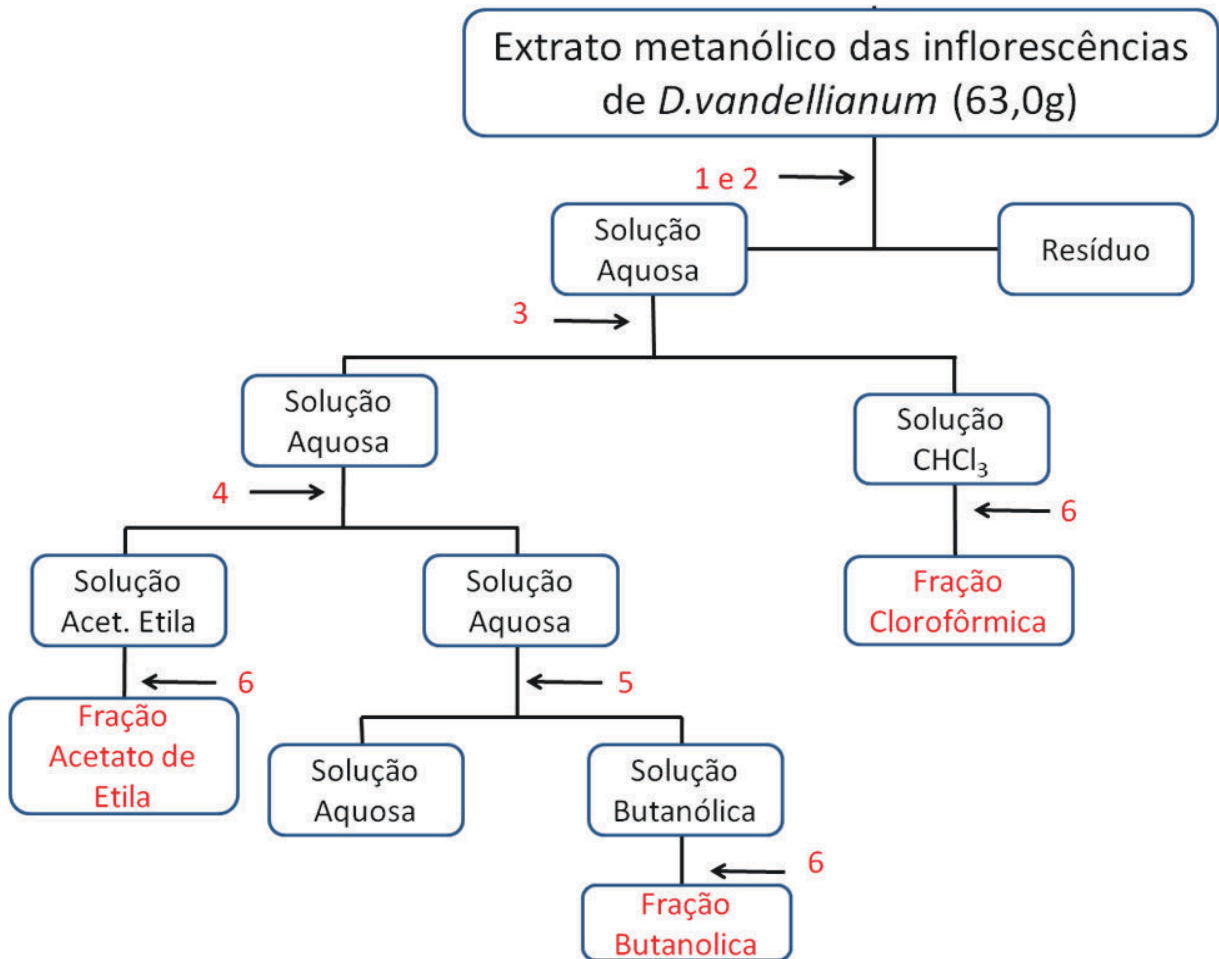 Extrato metanólico das inflorescências
de D.vandellianum (63,0g)
1 e 2
Solução
Aquosa
Resíduo
3
Solução
Aquosa
Solução
CHCl₃
4
6
Solução
Acet. Etila
Solução
Aquosa
Fração
Clorofôrmica
6
5
Fração
Acetato de
Etila
Solução
Aquosa
Solução
Butanólica
6
Fração
Butanolica